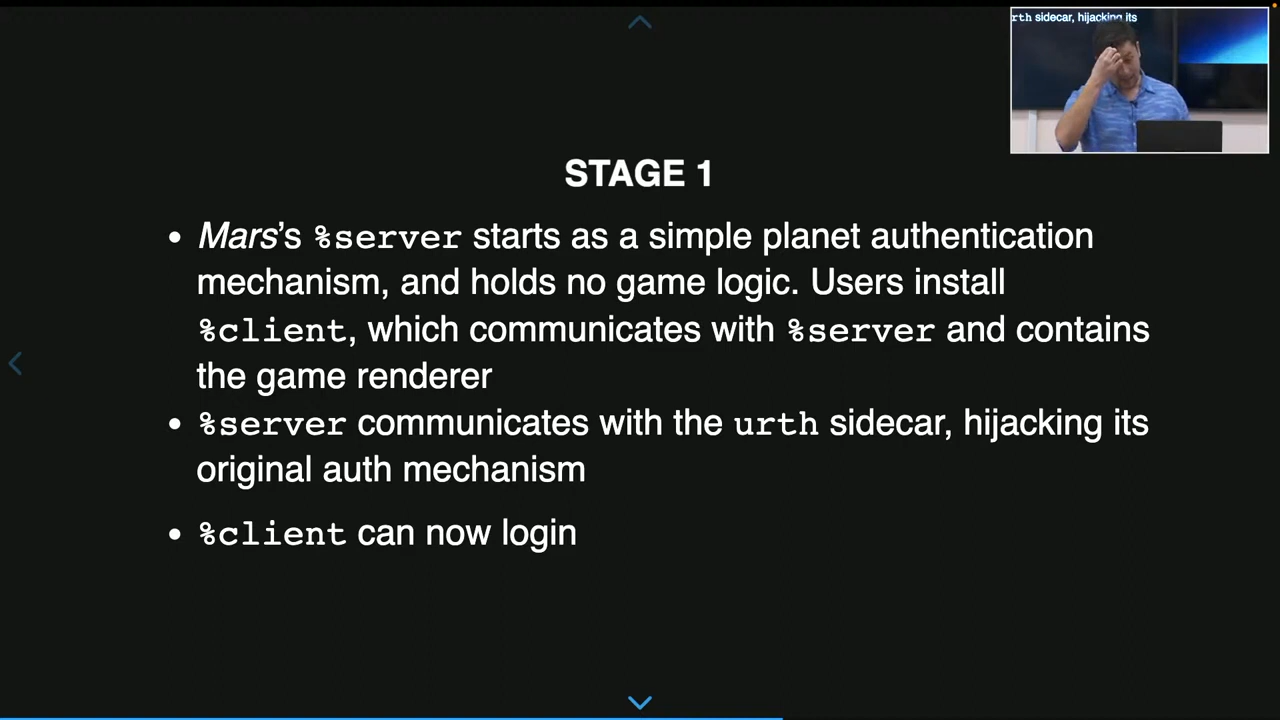 rth sidecar, hijacking its
STAGE 1
• Mars's %server starts as a simple planet authentication
mechanism, and holds no game logic. Users install
%client, which communicates with %server and contains
the game renderer
• %server communicates with the urth sidecar, hijacking its
original auth mechanism
• %client can now login